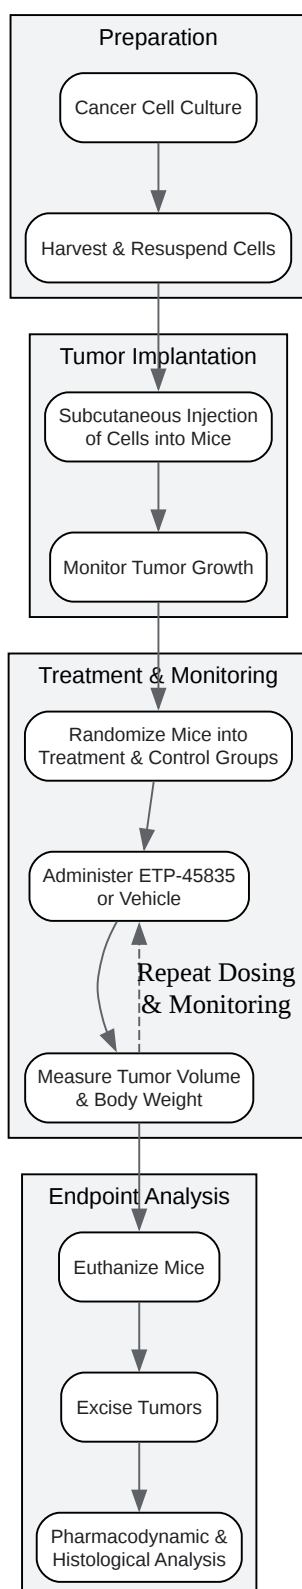 Preparation
Cancer Cell Culture
Harvest & Resuspend Cells
Tumor Implantation
Subcutaneous Injection
of Cells into Mice
Monitor Tumor Growth
Treatment & Monitoring
Randomize Mice into
Treatment & Control Groups
Administer ETP-45835
or Vehicle
Repeat Dosing
& Monitoring
Measure Tumor Volume
& Body Weight
Endpoint Analysis
Euthanize Mice
Excise Tumors
Pharmacodynamic &
Histological Analysis